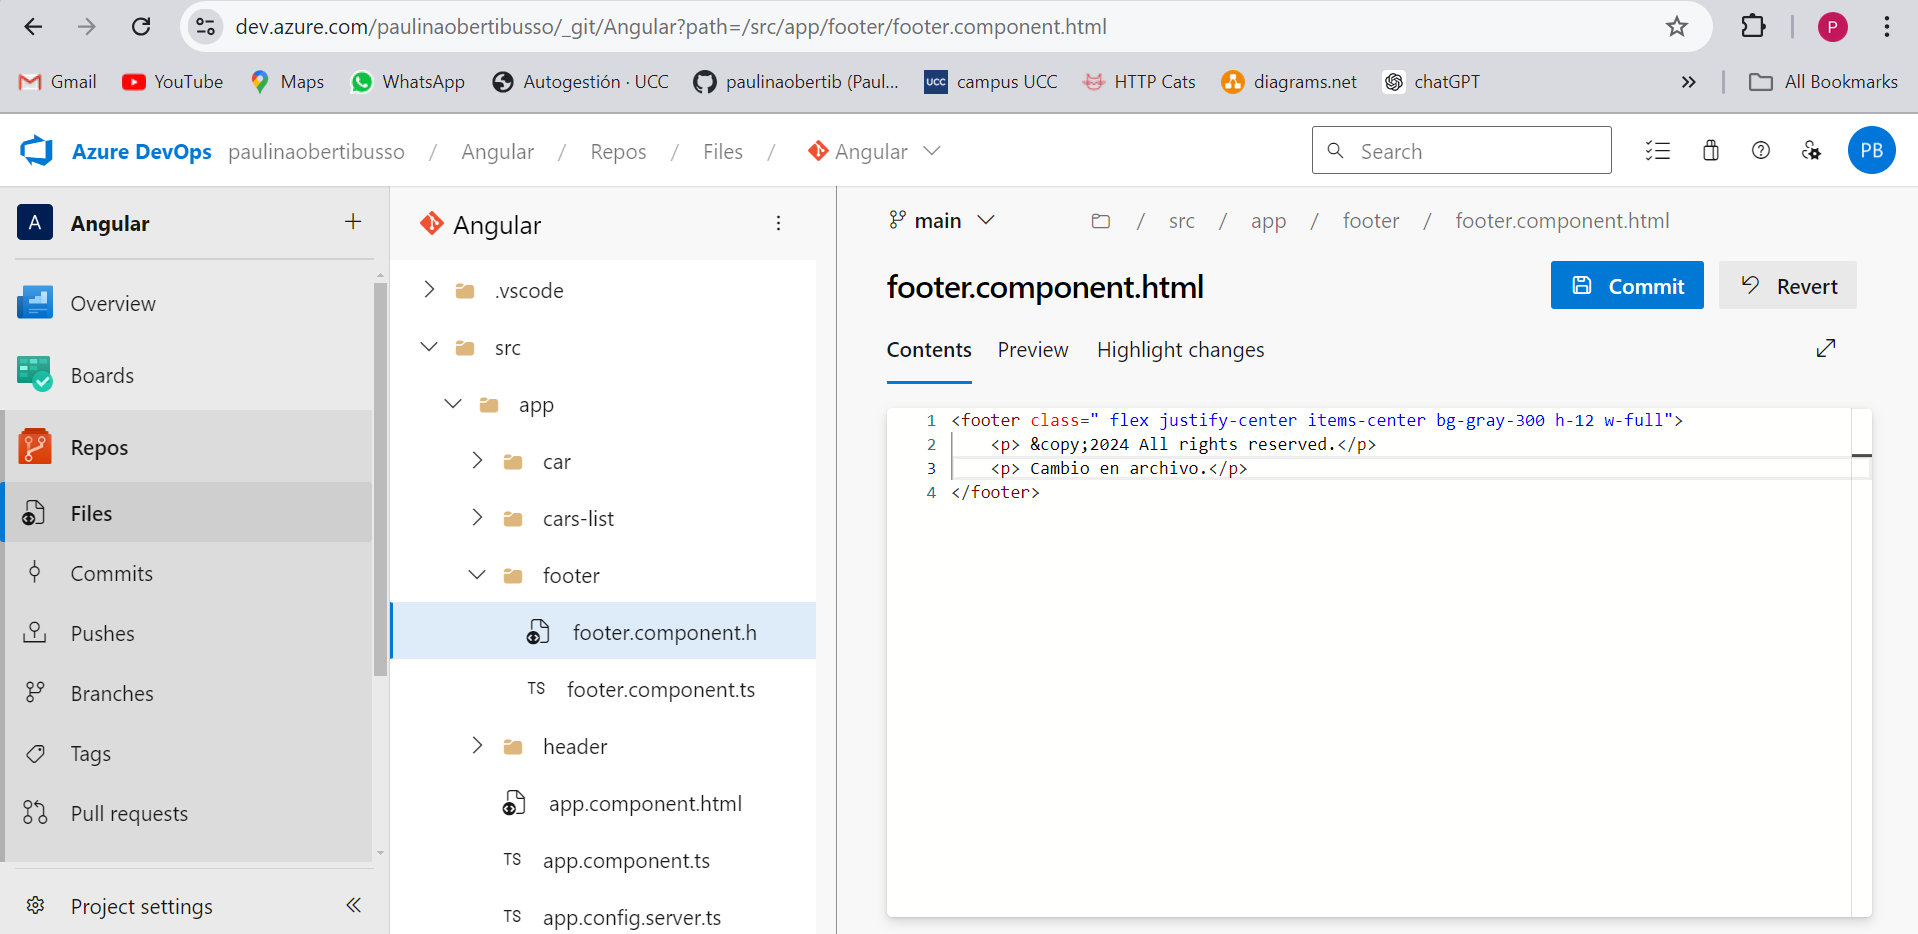 dev.azure.com/paulinaobertibusso/_git/Angular?path=/src/app/footer/footer.component.html
P
Gmail YouTube Maps WhatsApp Autogestión · UCC paulinaobertib (Paul... UCC campus UCC HTTP Cats diagrams.net chatGPT » All Bookmarks
Azure DevOps paulinaobertibusso / Angular / Repos / Files / Angular Search PB
A Angular +
Overview
Boards
Repos
Files
Commits
Pushes
Branches
Tags
Pull requests
Project settings
Angular
.vscode
src
app
car
cars-list
footer
footer.component.h
TS footer.component.ts
header
app.component.html
TS app.component.ts
TS app.config.server.ts
main / src / app / footer / footer.component.html
footer.component.html Commit Revert
Contents Preview Highlight changes
1 <footer class=" flex justify-center items-center bg-gray-300 h-12 w-full">
2 <p> &copy;2024 All rights reserved.</p>
3 <p> Cambio en archivo.</p>
4 </footer>